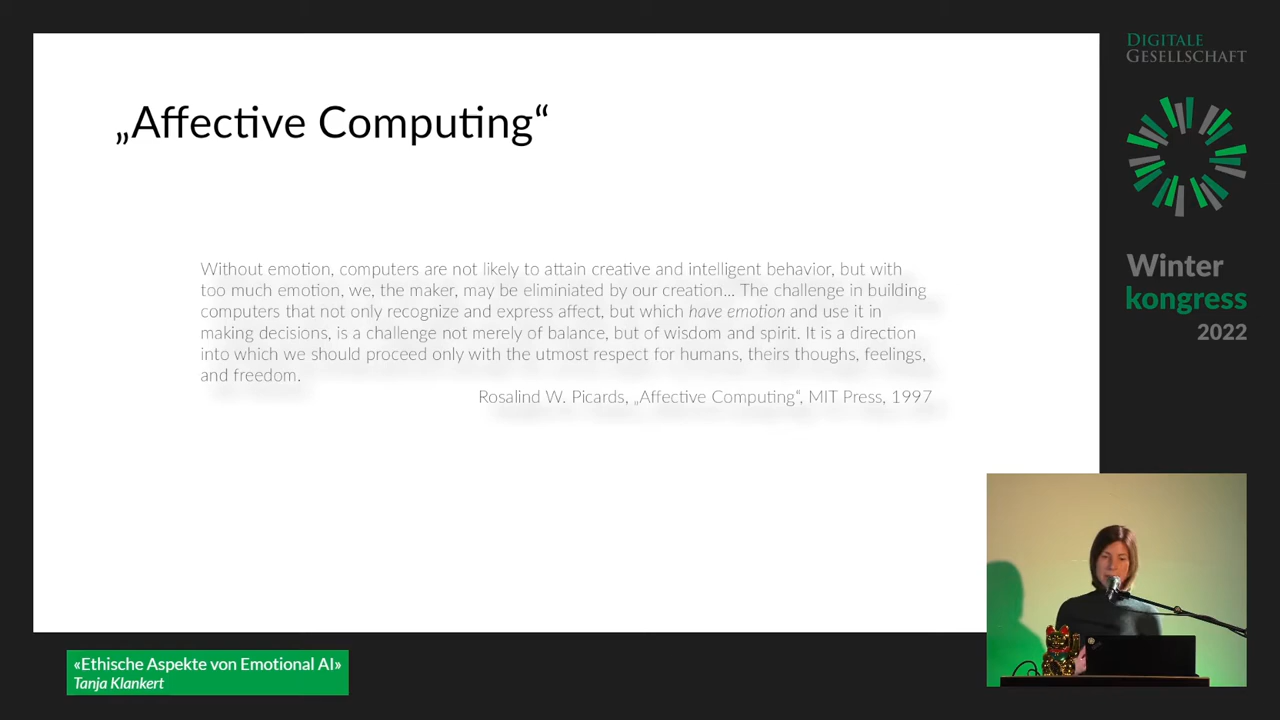 „Affective Computing“
Without emotion, computers are not likely to attain creative and intelligent behavior, but with
too much emotion, we, the maker, may be eliminiated by our creation... The challenge in building
computers that not only recognize and express affect, but which have emotion and use it in
making decisions, is a challenge not merely of balance, but of wisdom and spirit. It is a direction
into which we should proceed only with the utmost respect for humans, theirs thoughs, feelings,
and freedom.
Rosalind W. Picards, „Affective Computing“, MIT Press, 1997
DIGITALE
GESELLSCHAFT
Winter
kongress
2022
«Ethische Aspekte von Emotional AI»
Tanja Klankert